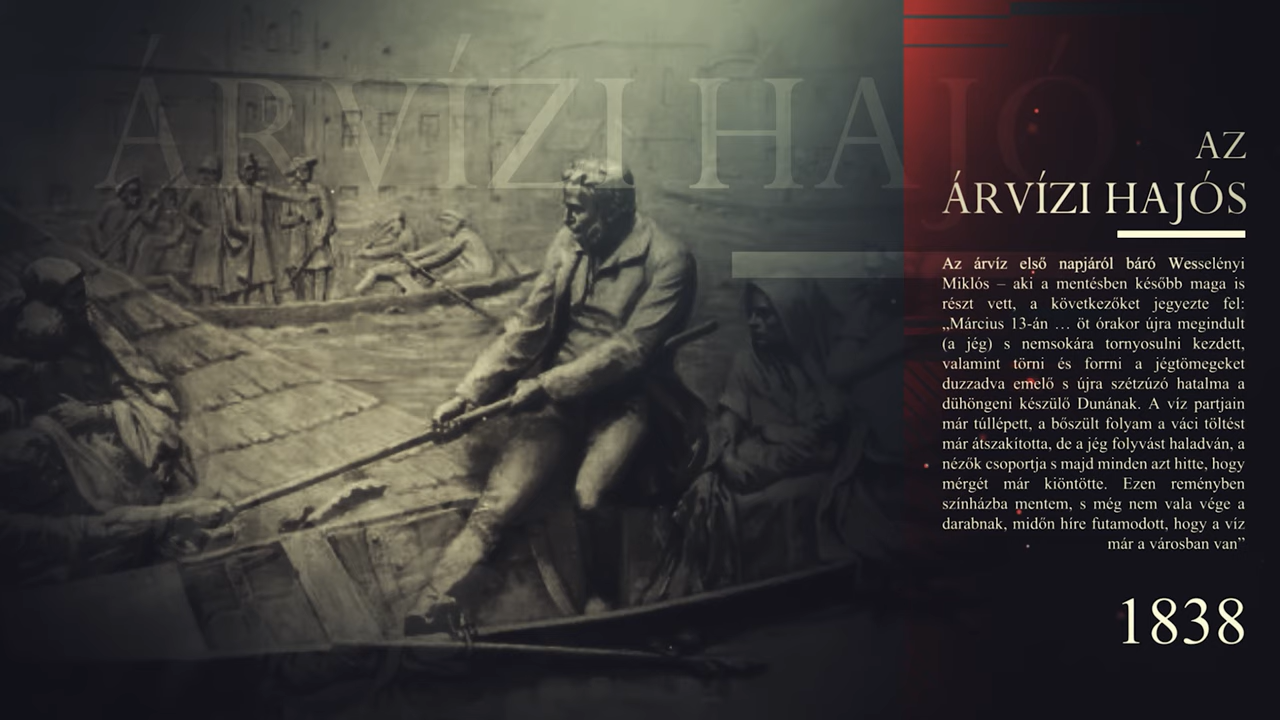 ÁRVÍZI HAJÓ
AZ
ÁRVÍZI HAJÓS
Az árvíz első napjáról báró Wesselényi
Miklós – aki a mentésben később maga is
részt vett, a következőket jegyezte fel:
„Március 13-án … öt órakor újra megindult
(a jég) s nemsokára tornyosulni kezdett,
valamint törni és forrni a jégtömegeket
duzzadva emelő s újra szétzúzó hatalma a
dühöngeni készülő Dunának. A víz partjain
már túllépett, a bőszült folyam a váci töltést
már átszakította, de a jég folyvást haladván, a
nézők csoportja s majd minden azt hitte, hogy
mérgét már kiöntötte. Ezen reményben
színházba mentem, s még nem vala vége a
darabnak, midőn híre futamodott, hogy a víz
már a városban van”
1838